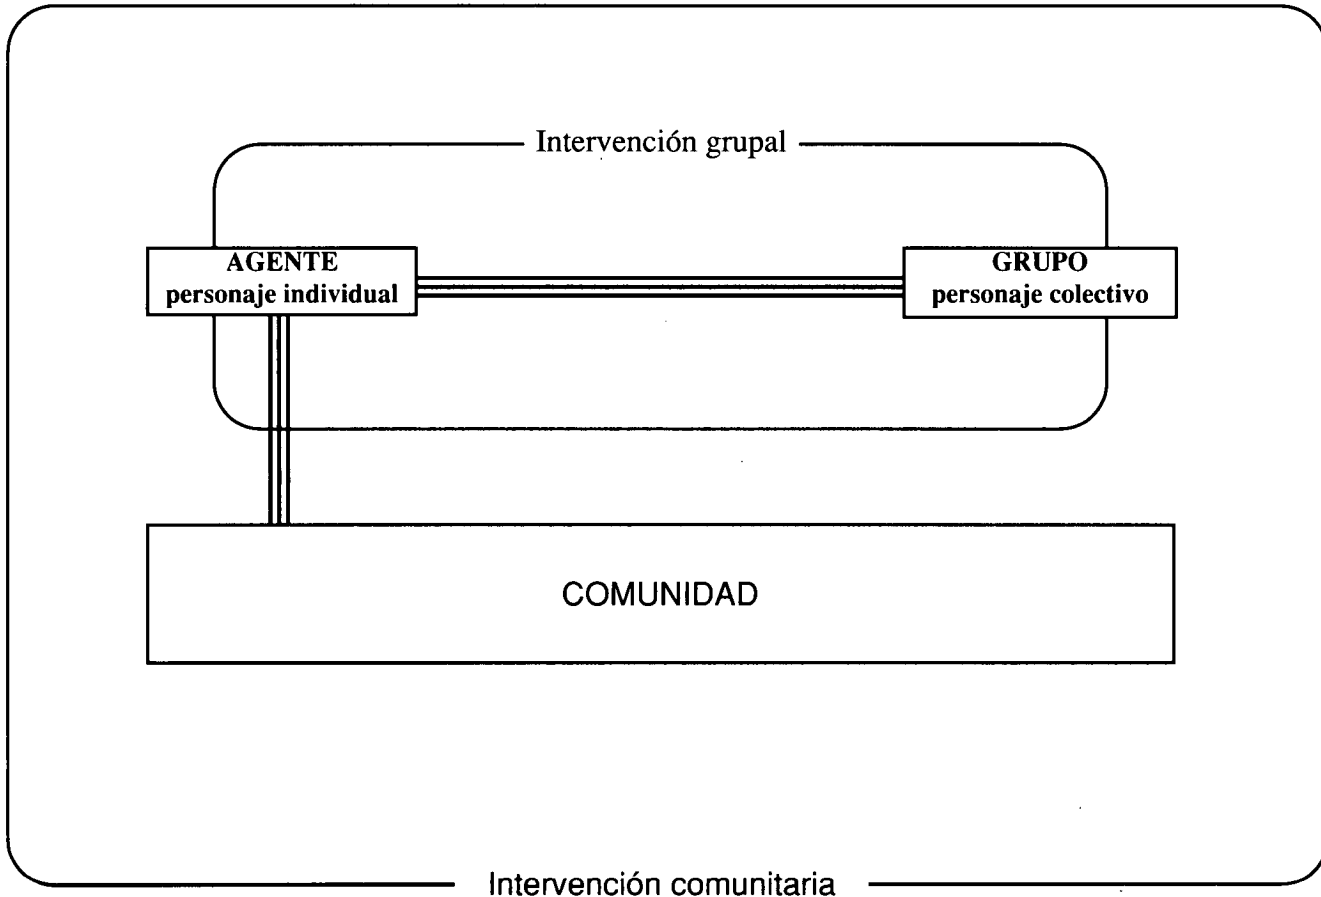 Intervención grupal
AGENTE
personaje individual
GRUPO
personaje colectivo
COMUNIDAD
Intervención comunitaria